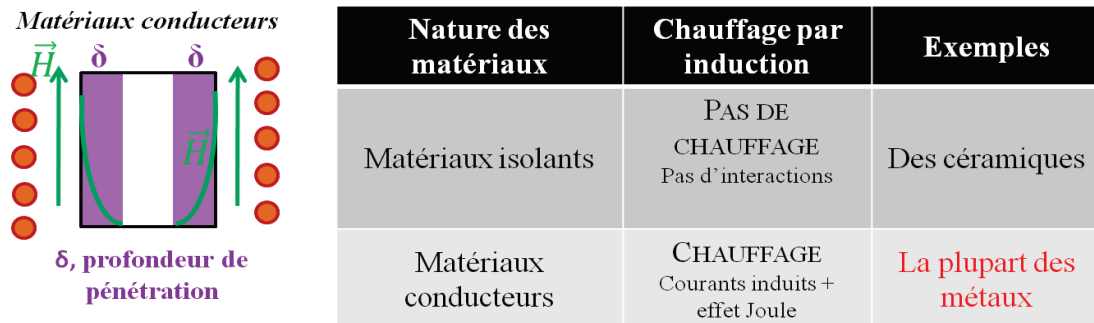 Matériaux conducteurs
δ δ
H
H
δ, profondeur de
pénétration
Nature des
matériaux
Chauffage par
induction
Exemples
Matériaux isolants
PAS DE
CHAUFFAGE
Pas d'interactions
Des céramiques
Matériaux
conducteurs
CHAUFFAGE
Courants induits +
effet Joule
La plupart des
métaux